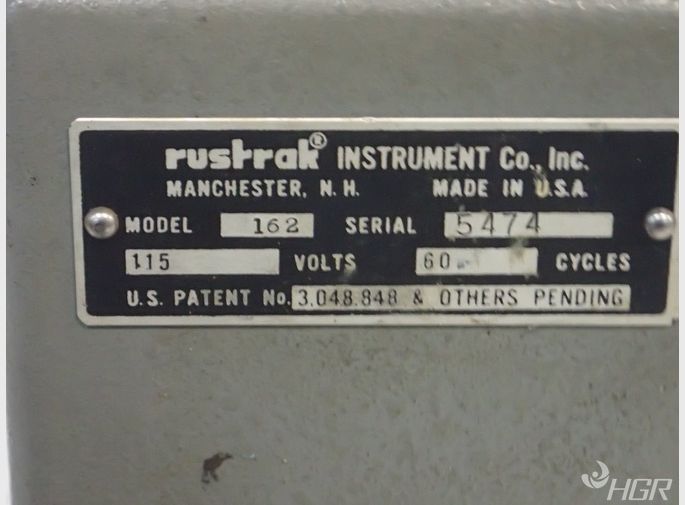 rustrak® INSTRUMENT Co., Inc.
MANCHESTER, N. H. MADE IN U.S.A.
MODEL 162 SERIAL 5474
115 VOLTS 60 CYCLES
U.S. PATENT No. 3,048,848 & OTHERS PENDING
HGR